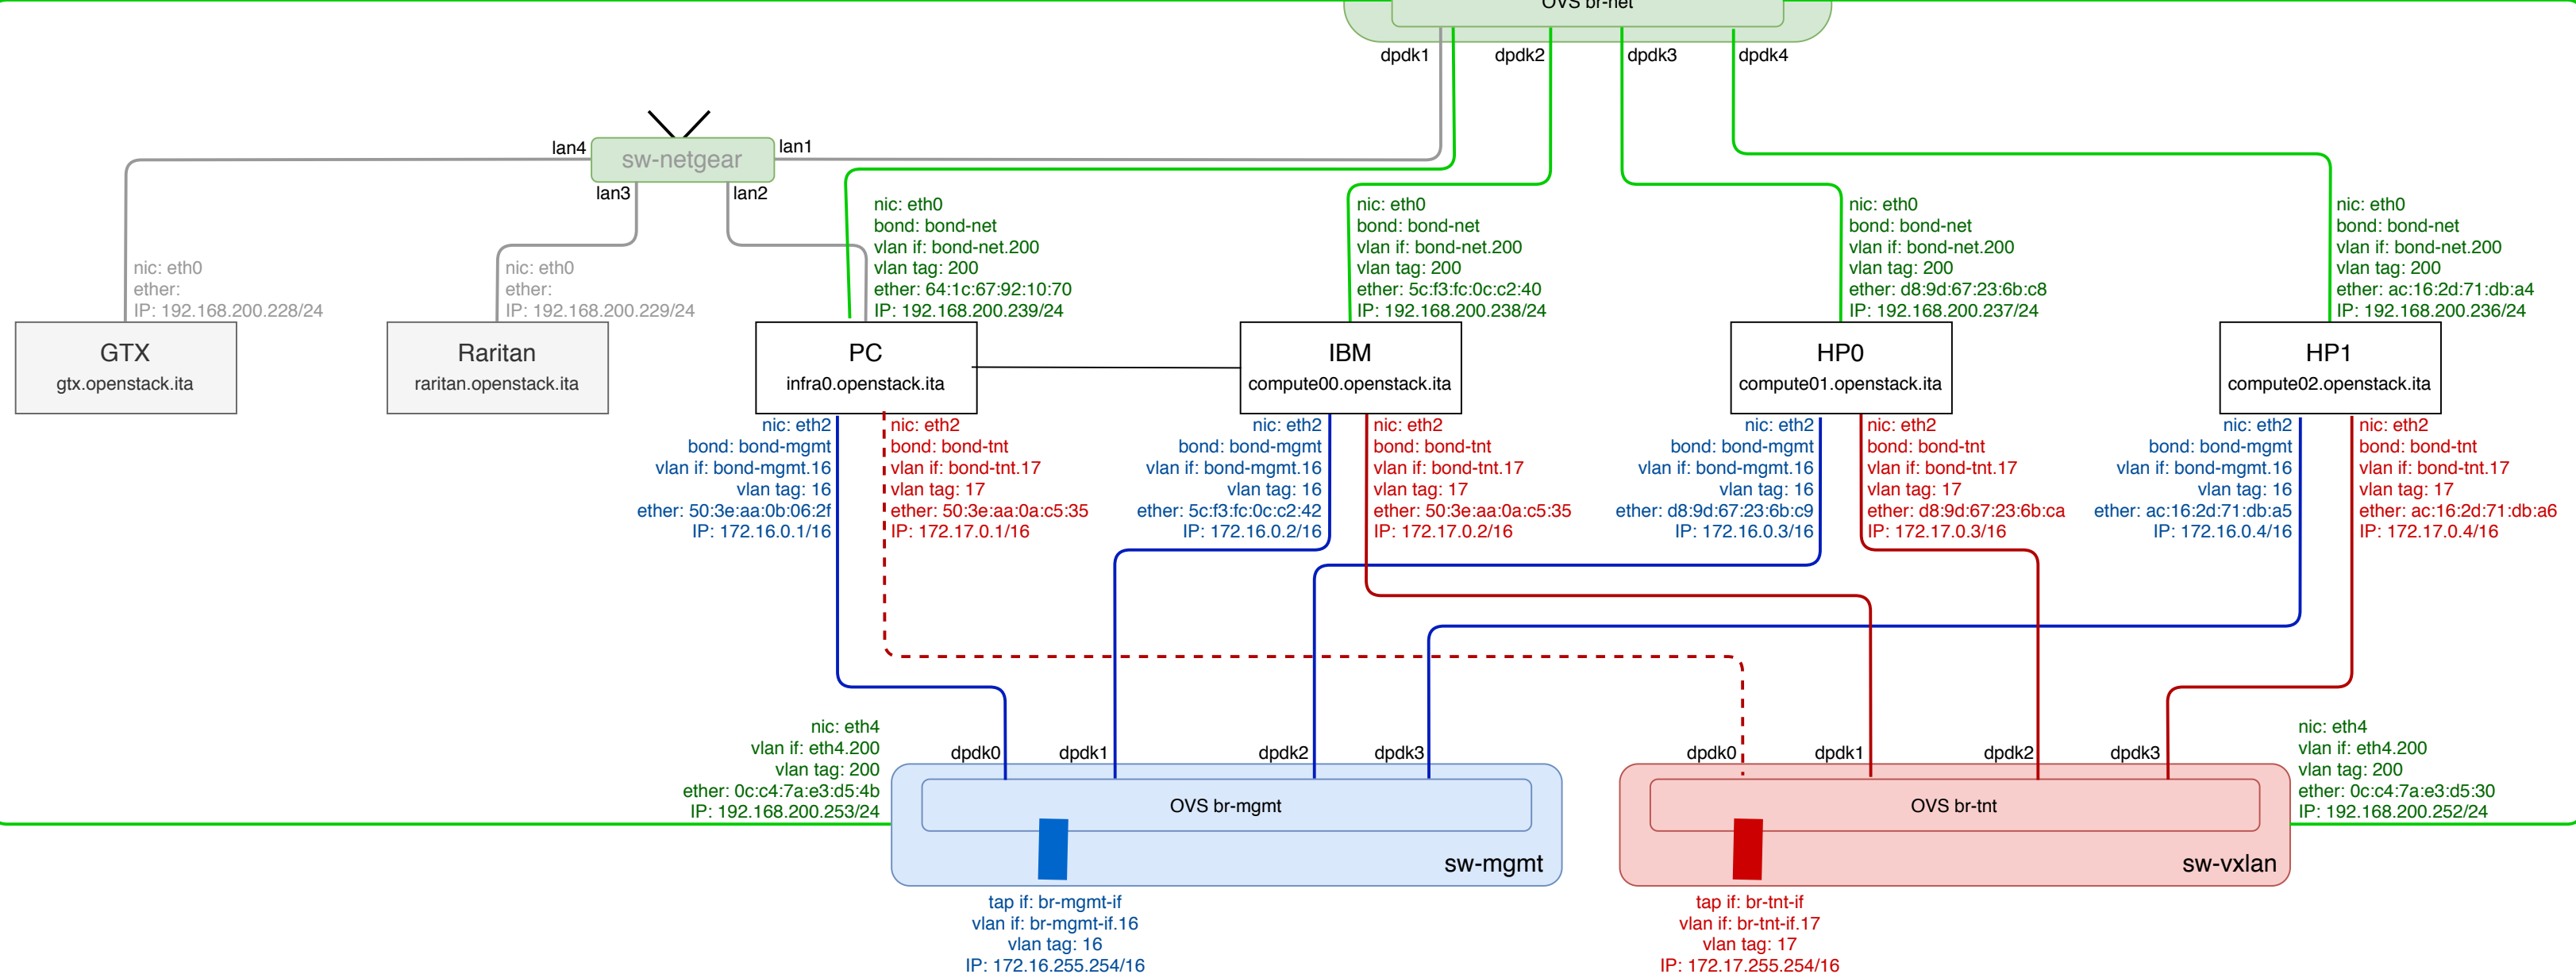 OVS br-net
dpdk1
dpdk2
dpdk3
dpdk4
lan4
sw-netgear
lan1
lan3
lan2
nic: eth0
ether:
IP: 192.168.200.228/24
nic: eth0
ether:
IP: 192.168.200.229/24
nic: eth0
bond: bond-net
vlan if: bond-net.200
vlan tag: 200
ether: 64:1c:67:92:10:70
IP: 192.168.200.239/24
nic: eth0
bond: bond-net
vlan if: bond-net.200
vlan tag: 200
ether: 5c:f3:fc:0c:c2:40
IP: 192.168.200.238/24
nic: eth0
bond: bond-net
vlan if: bond-net.200
vlan tag: 200
ether: d8:9d:67:23:6b:c8
IP: 192.168.200.237/24
nic: eth0
bond: bond-net
vlan if: bond-net.200
vlan tag: 200
ether: ac:16:2d:71:db:a4
IP: 192.168.200.236/24
GTX
gtx.openstack.ita
Raritan
raritan.openstack.ita
PC
infra0.openstack.ita
IBM
compute00.openstack.ita
HP0
compute01.openstack.ita
HP1
compute02.openstack.ita
nic: eth2
bond: bond-mgmt
vlan if: bond-mgmt.16
vlan tag: 16
ether: 50:3e:aa:0b:06:2f
IP: 172.16.0.1/16
nic: eth2
bond: bond-tnt
vlan if: bond-tnt.17
vlan tag: 17
ether: 50:3e:aa:0a:c5:35
IP: 172.17.0.1/16
nic: eth2
bond: bond-mgmt
vlan if: bond-mgmt.16
vlan tag: 16
ether: 5c:f3:fc:0c:c2:42
IP: 172.16.0.2/16
nic: eth2
bond: bond-tnt
vlan if: bond-tnt.17
vlan tag: 17
ether: 50:3e:aa:0a:c5:35
IP: 172.17.0.2/16
nic: eth2
bond: bond-mgmt
vlan if: bond-mgmt.16
vlan tag: 16
ether: d8:9d:67:23:6b:c9
IP: 172.16.0.3/16
nic: eth2
bond: bond-tnt
vlan if: bond-tnt.17
vlan tag: 17
ether: d8:9d:67:23:6b:ca
IP: 172.17.0.3/16
nic: eth2
bond: bond-mgmt
vlan if: bond-mgmt.16
vlan tag: 16
ether: ac:16:2d:71:db:a5
IP: 172.16.0.4/16
nic: eth2
bond: bond-tnt
vlan if: bond-tnt.17
vlan tag: 17
ether: ac:16:2d:71:db:a6
IP: 172.17.0.4/16
nic: eth4
vlan if: eth4.200
vlan tag: 200
ether: 0c:c4:7a:e3:d5:4b
IP: 192.168.200.253/24
dpdk0
dpdk1
dpdk2
dpdk3
OVS br-mgmt
sw-mgmt
tap if: br-mgmt-if
vlan if: br-mgmt-if.16
vlan tag: 16
IP: 172.16.255.254/16
dpdk0
dpdk1
dpdk2
dpdk3
OVS br-tnt
sw-vxlan
tap if: br-tnt-if
vlan if: br-tnt-if.17
vlan tag: 17
IP: 172.17.255.254/16
nic: eth4
vlan if: eth4.200
vlan tag: 200
ether: 0c:c4:7a:e3:d5:30
IP: 192.168.200.252/24